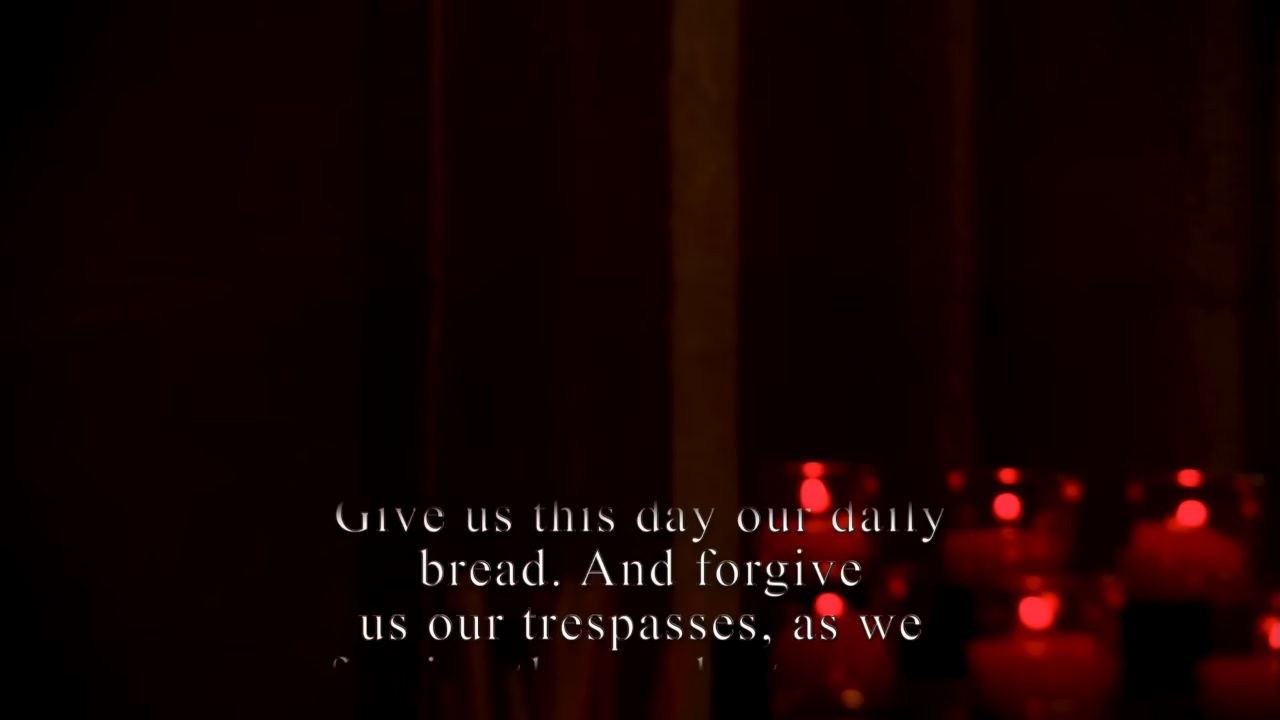 Give us this day our daily
bread. And forgive
us our trespasses, as we